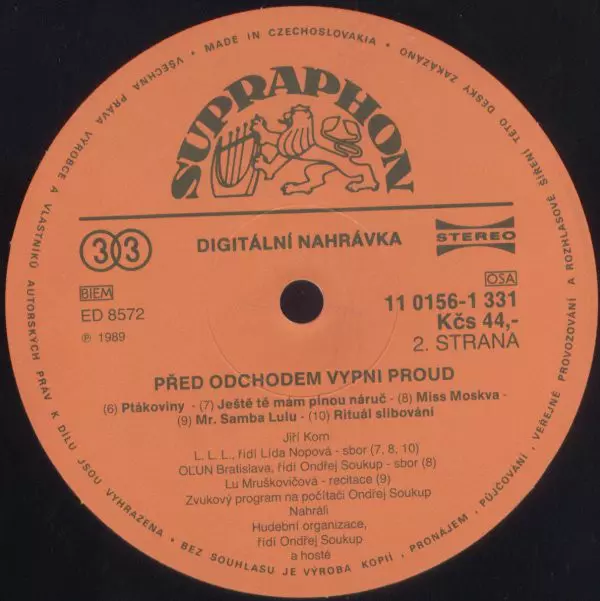 VŠECHNA PRÁVA VÝROBCE A VLASTNÍKŮ AUTORSKÝCH PRÁV K DÍLU JSOU VYHRAZENA • BEZ SOUHLASU JE VÝROBA KOPIÍ, PRONÁJEM, PŮJČOVÁNÍ, VEŘEJNÉ PROVOZOVÁNÍ A ROZHLASOVÉ ŠÍŘENÍ TÉTO DESKY ZAKÁZÁNO • MADE IN CZECHOSLOVAKIA •
SUPRAPHON
33
DIGITÁLNÍ NAHRÁVKA
STEREO
BIEM
OSA
ED 8572
11 0156-1 331
Ⓟ 1989
Kčs 44,-
2. STRANA
PŘED ODCHODEM VYPNI PROUD
(6) Ptákoviny - (7) Ještě tě mám plnou náruč - (8) Miss Moskva -
(9) Mr. Samba Lulu - (10) Rituál slibování
Jiří Korn
L. L. L., řídí Lída Nopová - sbor (7, 8, 10)
OĽUN Bratislava, řídí Ondřej Soukup - sbor (8)
Lu Mruškovičová - recitace (9)
Zvukový program na počítači Ondřej Soukup
Nahráli
Hudební organizace,
řídí Ondřej Soukup
a hosté